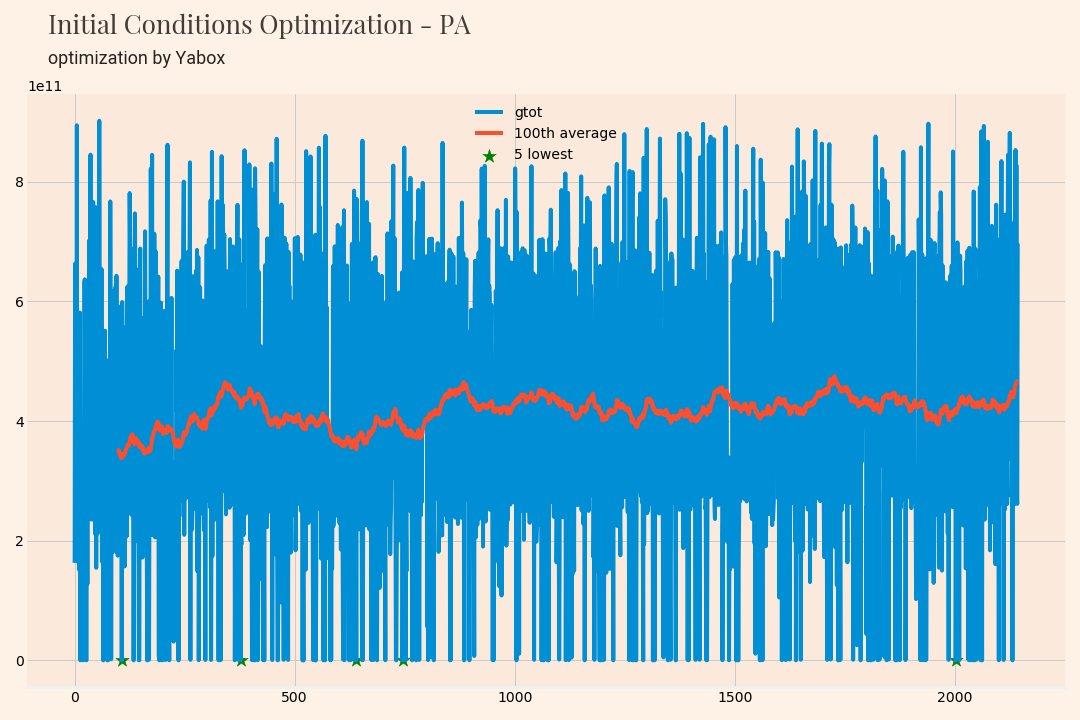 Initial Conditions Optimization - PA
optimization by Yabox
1e11
gtot
100th average
5 lowest
8
6
4
2
0
0 500 1000 1500 2000